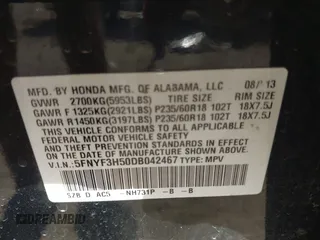 MFD. BY HONDA MFG. OF ALABAMA, LLC 08/13
GVWR 2700KG(5953LBS) TIRE SIZE RIM SIZE
GAWR F 1325KG(2921LBS) P235/60R18 102T 18X7.5J
GAWR R 1450KG(3197LBS) P235/60R18 102T 18X7.5J
THIS VEHICLE CONFORMS TO ALL APPLICABLE
FEDERAL MOTOR VEHICLE SAFETY AND
THEFT PREVENTION STANDARDS IN EFFECT ON
THE DATE OF MANUFACTURE SHOWN ABOVE.
V.I.N.: 5FNYF3H50DB042467 TYPE: MPV
NH731P -B -B